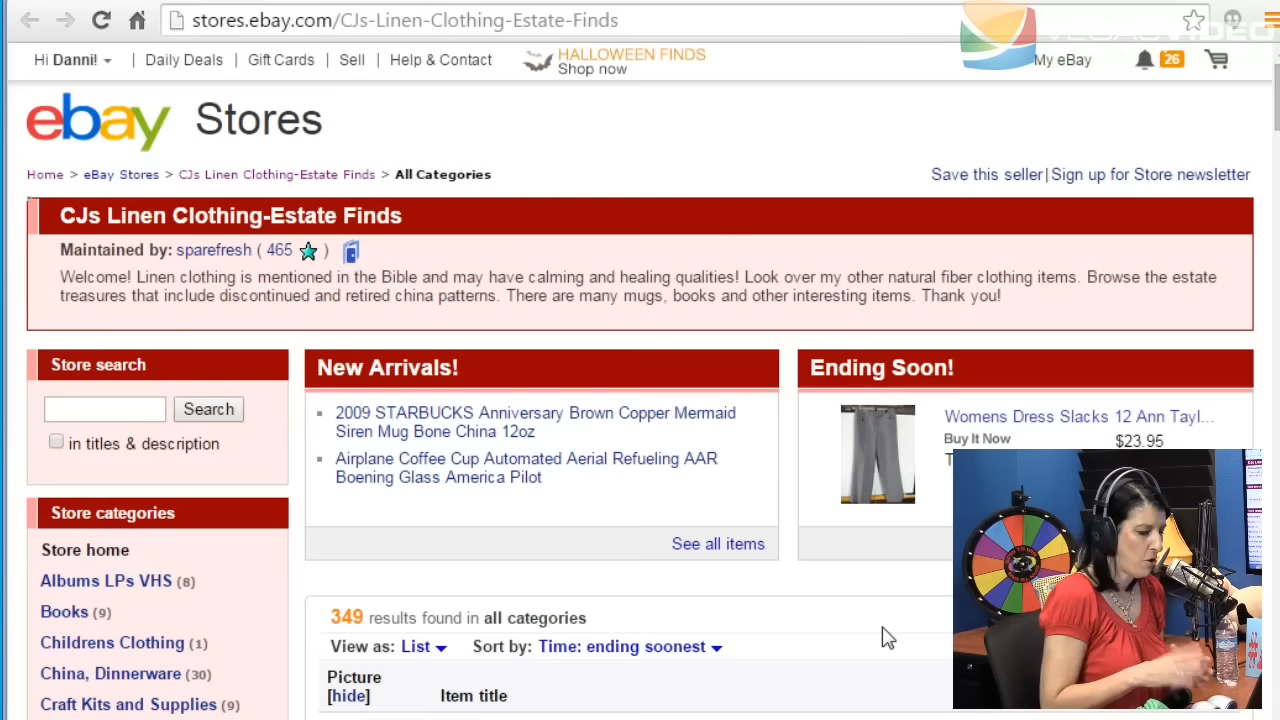 stores.ebay.com/CJs-Linen-Clothing-Estate-Finds
Hi Danni! | Daily Deals | Gift Cards | Sell | Help & Contact
HALLOWEEN FINDS
Shop now
My eBay
26
ebay Stores
Home > eBay Stores > CJs Linen Clothing-Estate Finds > All Categories
Save this seller|Sign up for Store newsletter
CJs Linen Clothing-Estate Finds
Maintained by: sparefresh ( 465 )
Welcome! Linen clothing is mentioned in the Bible and may have calming and healing qualities! Look over my other natural fiber clothing items. Browse the estate
treasures that include discontinued and retired china patterns. There are many mugs, books and other interesting items. Thank you!
Store search
Search
in titles & description
Store categories
Store home
Albums LPs VHS (8)
Books (9)
Childrens Clothing (1)
China, Dinnerware (30)
Craft Kits and Supplies (9)
New Arrivals!
2009 STARBUCKS Anniversary Brown Copper Mermaid
Siren Mug Bone China 12oz
Airplane Coffee Cup Automated Aerial Refueling AAR
Boening Glass America Pilot
See all items
Ending Soon!
Womens Dress Slacks 12 Ann Tayl...
Buy It Now $23.95
349 results found in all categories
View as: List Sort by: Time: ending soonest
Picture
[hide] Item title